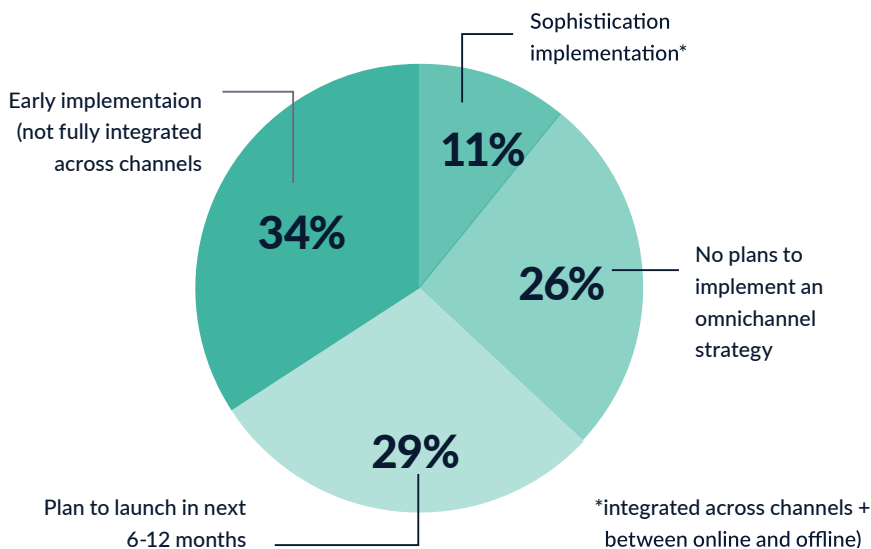 Sophistication
implementation*
11%
Early implementaion
(not fully integrated
across channels
34%
26%
No plans to
implement an
omnichannel
strategy
29%
Plan to launch in next
6-12 months
*integrated across channels +
between online and offline)